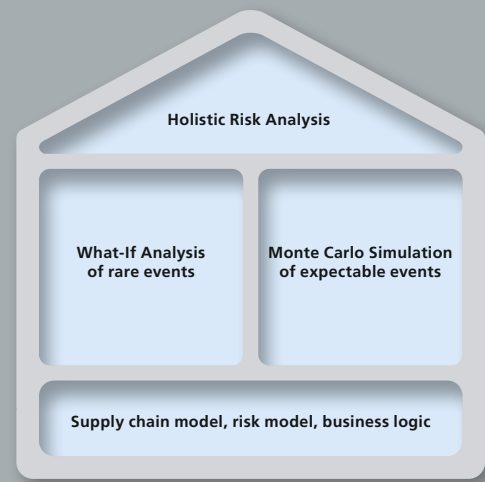 Holistic Risk Analysis
What-If Analysis
of rare events
Monte Carlo Simulation
of expectable events
Supply chain model, risk model, business logic